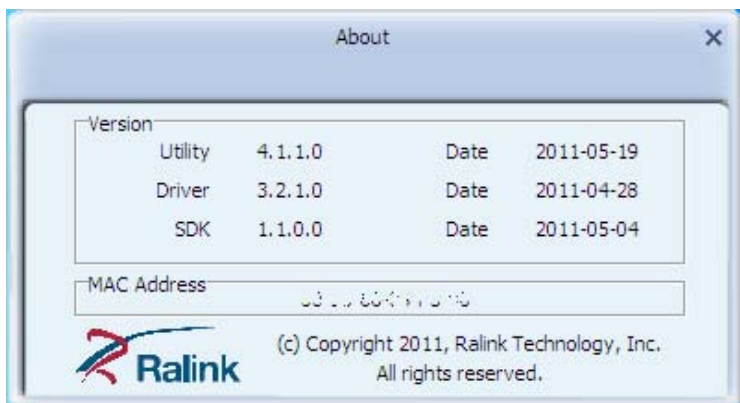 About
Version
Utility 4.1.1.0 Date 2011-05-19
Driver 3.2.1.0 Date 2011-04-28
SDK 1.1.0.0 Date 2011-05-04
MAC Address
Ralink
(c) Copyright 2011, Ralink Technology, Inc.
All rights reserved.